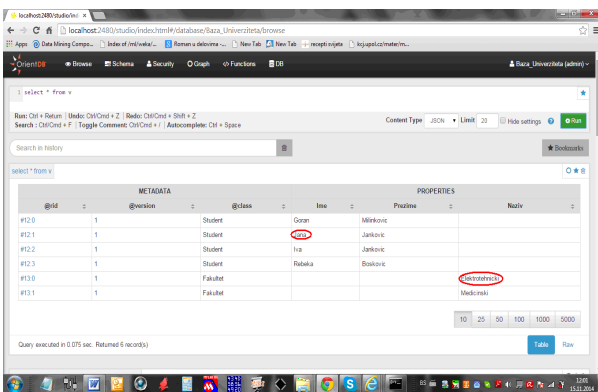 localhost:2480/studio/ind
localhost:2480/studio/index.html#/database/Baza_Univerziteta/browse
Apps Data Mining Compo... Index of /ml/weka/... Roman u delovima -... New Tab New Tab recepti svijeta kcj.upol.cz/mater/m...
OrientDB Browse Schema Security Graph Functions DB Baza_Univerziteta (admin)
1 select * from v
Run: Ctrl + Return | Undo: Ctrl/Cmd + Z | Redo: Ctrl/Cmd + Shift + Z
Search : Ctrl/Cmd + F | Toggle Comment: Ctrl/Cmd + / | Autocomplete: Ctrl + Space
Content Type JSON Limit 20 Hide settings Run
Search in history Bookmarks
select * from v
METADATA PROPERTIES
@rid @version @class Ime Prezime Naziv
#12:0 1 Student Goran Milinkovic
#12:1 1 Student Jana Jankovic
#12:2 1 Student Iva Jankovic
#12:3 1 Student Rebeka Boskovic
#13:0 1 Fakultet Elektrotehnicki
#13:1 1 Fakultet Medicinski
10 25 50 100 1000 5000
Query executed in 0.075 sec. Returned 6 record(s) Table Raw
12:01
15.11.2014